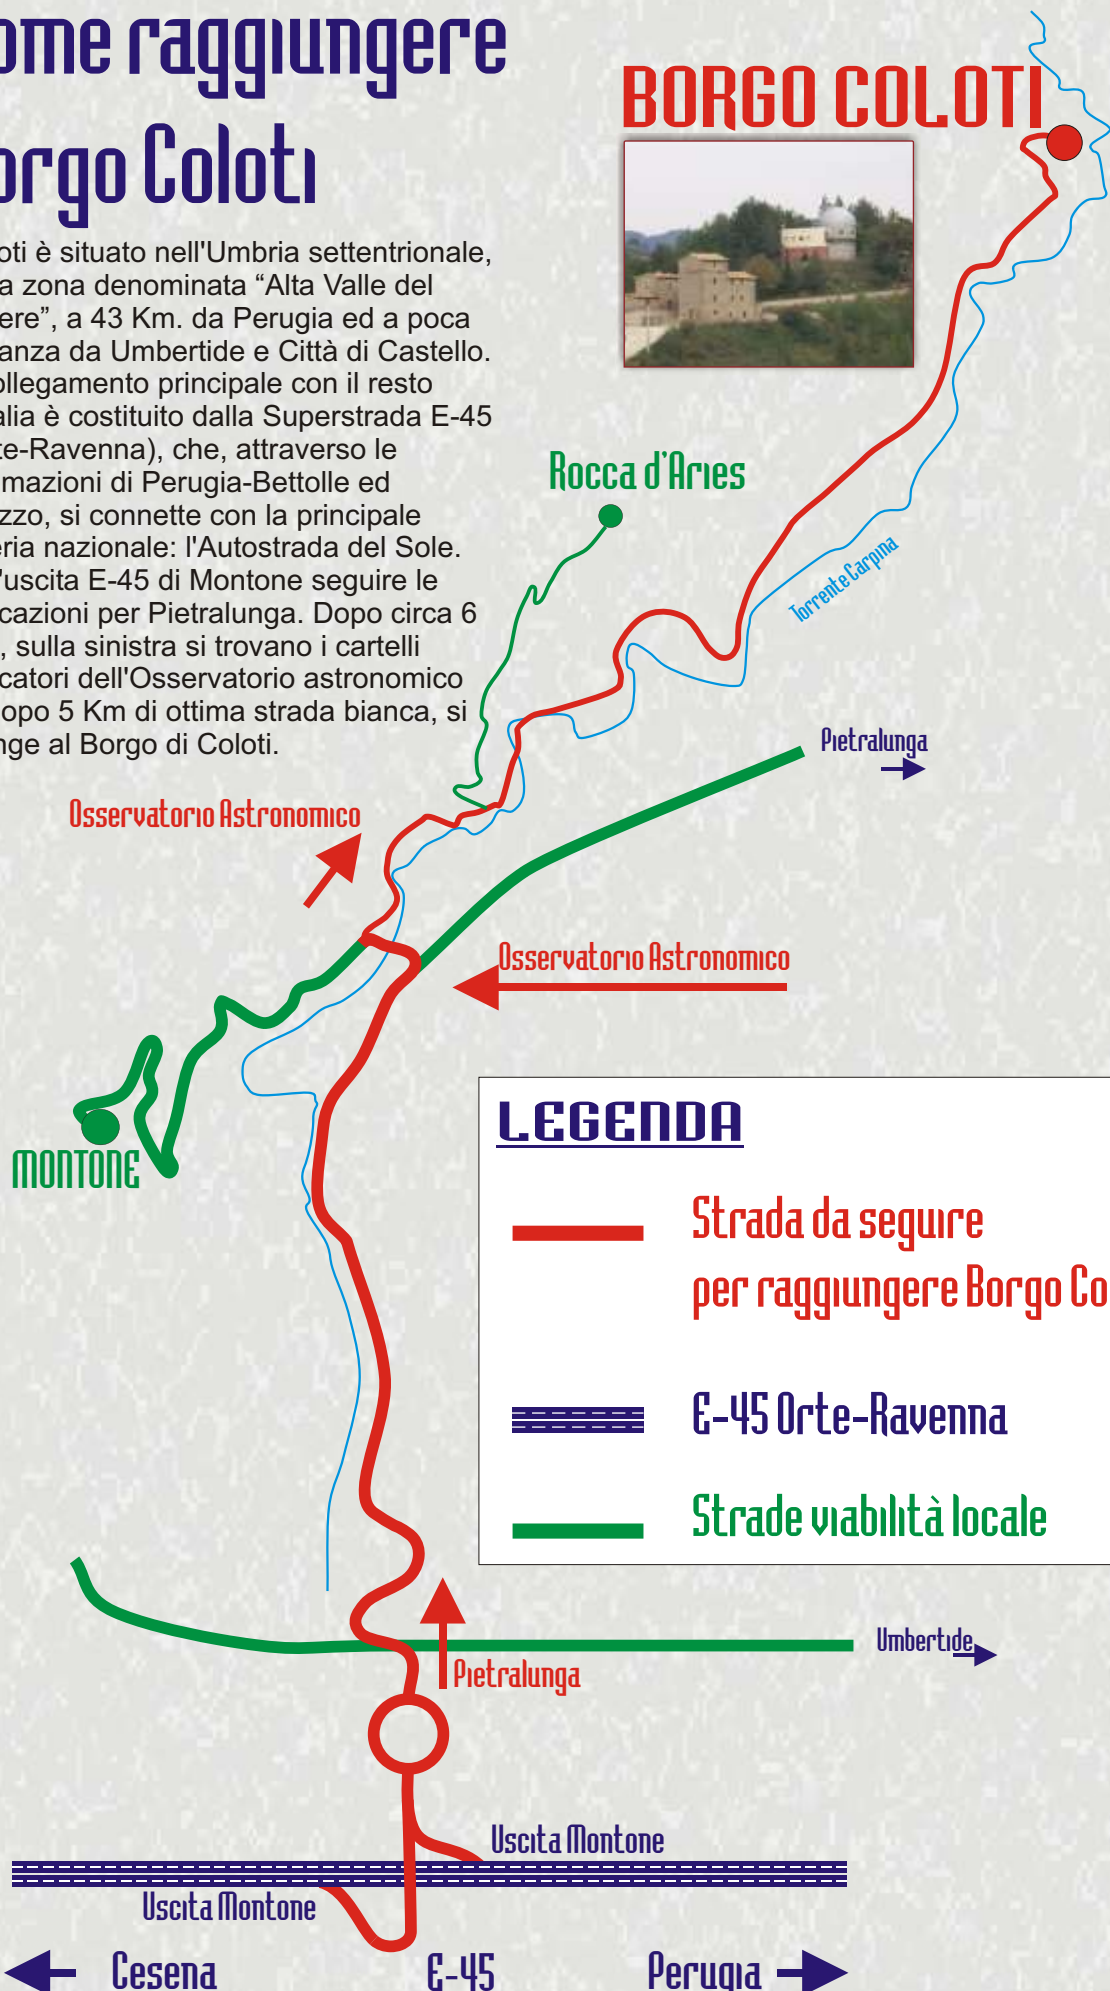 ome raggiungere
orgo Coloti
oti è situato nell'Umbria settentrionale,
a zona denominata “Alta Valle del
ere”, a 43 Km. da Perugia ed a poca
anza da Umbertide e Città di Castello.
ollegamento principale con il resto
alia è costituito dalla Superstrada E-45
te-Ravenna), che, attraverso le
mazioni di Perugia-Bettolle ed
zzo, si connette con la principale
eria nazionale: l'Autostrada del Sole.
'uscita E-45 di Montone seguire le
cazioni per Pietralunga. Dopo circa 6
, sulla sinistra si trovano i cartelli
catori dell'Osservatorio astronomico
opo 5 Km di ottima strada bianca, si
nge al Borgo di Coloti.
BORGO COLOTI
Rocca d'Aries
Torrente Carpina
Pietralunga
Osservatorio Astronomico
Osservatorio Astronomico
MONTONE
LEGENDA
Strada da seguire
per raggiungere Borgo Co
E-45 Orte-Ravenna
Strade viabilità locale
Umbertide
Pietralunga
Uscita Montone
Uscita Montone
Cesena
E-45
Perugia